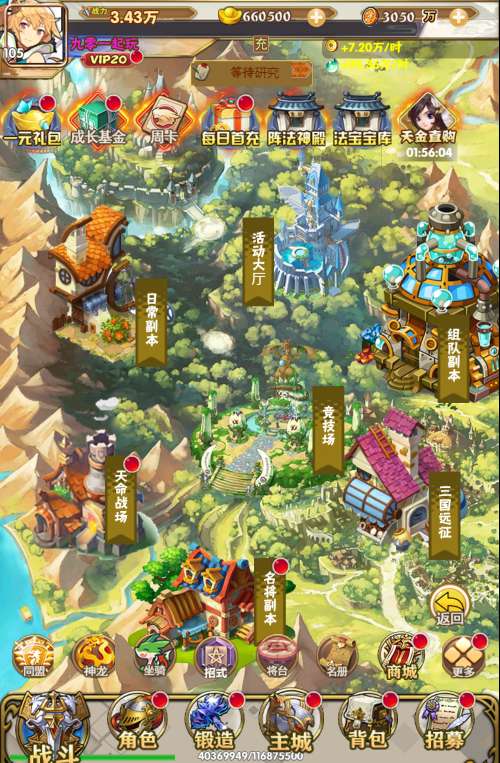 战力
3.43万
660500
3050万
105
九零一起玩
VIP20
充
+7.20万/时
等待研究
一元礼包
成长基金
周卡
每日首充
阵法神殿
法宝宝库
天金直购
01:56:04
活动大厅
日常副本
组队副本
竞技场
天命战场
三国远征
名将副本
返回
同盟
神龙
坐骑
招式
将台
名册
商城
更多
战斗
角色
锻造
主城
背包
招募
40369949/116875500